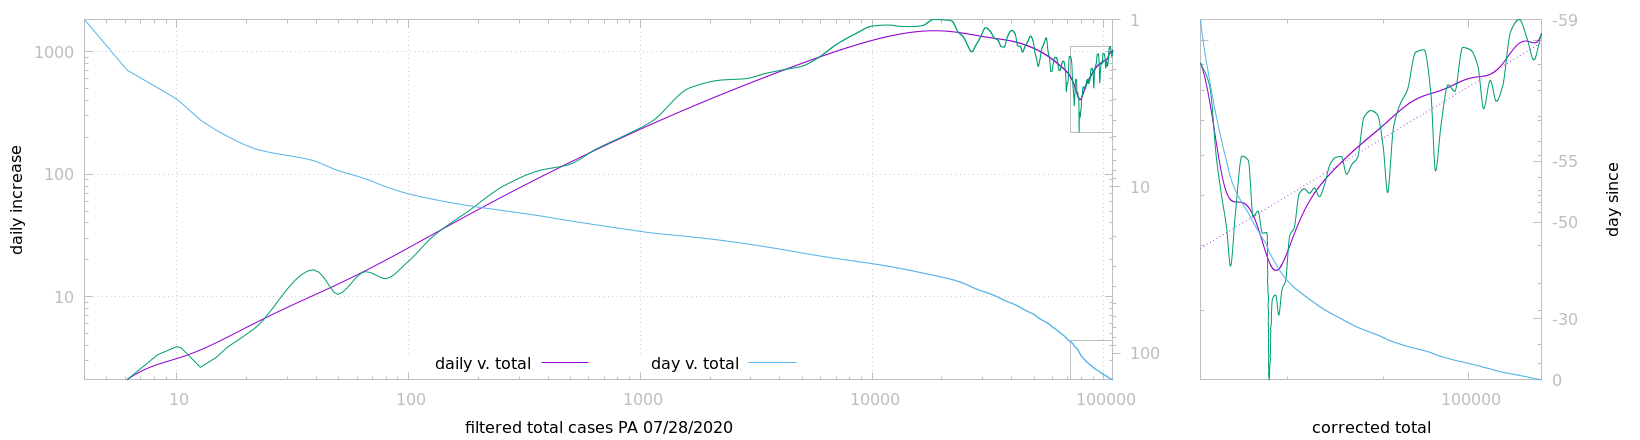 daily increase
1000
100
10
daily v. total
day v. total
10
100
1000
10000
100000
filtered total cases PA 07/28/2020
1
10
100
100000
corrected total
-59
-55
-50
-30
0
day since